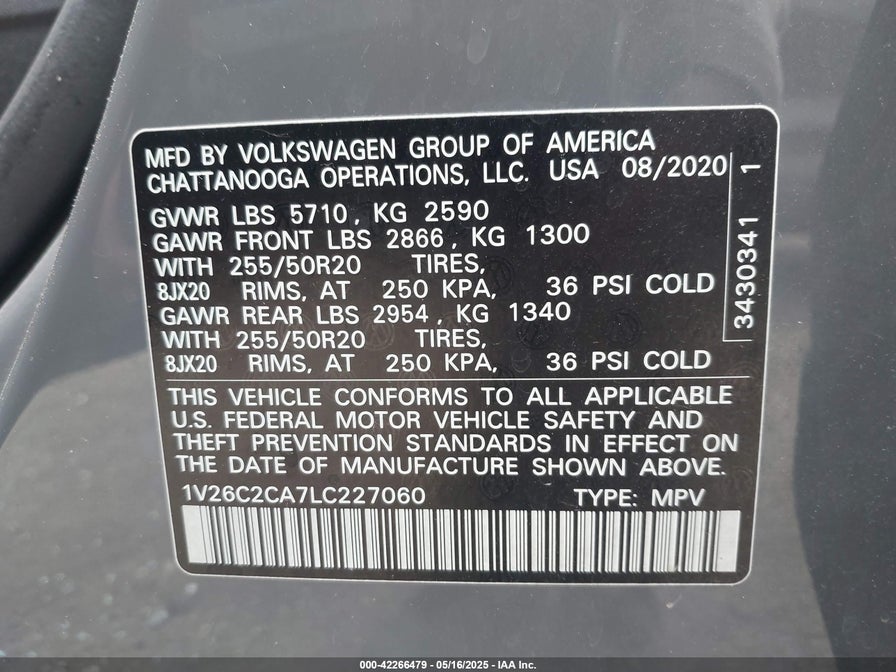 MFD BY VOLKSWAGEN GROUP OF AMERICA
CHATTANOOGA OPERATIONS, LLC. USA 08/2020
GVWR LBS 5710, KG 2590
GAWR FRONT LBS 2866, KG 1300
WITH 255/50R20 TIRES,
8JX20 RIMS, AT 250 KPA, 36 PSI COLD
GAWR REAR LBS 2954, KG 1340
WITH 255/50R20 TIRES,
8JX20 RIMS, AT 250 KPA, 36 PSI COLD
3430341 1
THIS VEHICLE CONFORMS TO ALL APPLICABLE
U.S. FEDERAL MOTOR VEHICLE SAFETY AND
THEFT PREVENTION STANDARDS IN EFFECT ON
THE DATE OF MANUFACTURE SHOWN ABOVE.
1V26C2CA7LC227060 TYPE: MPV
000-42266479 - 05/16/2025 - IAA Inc.